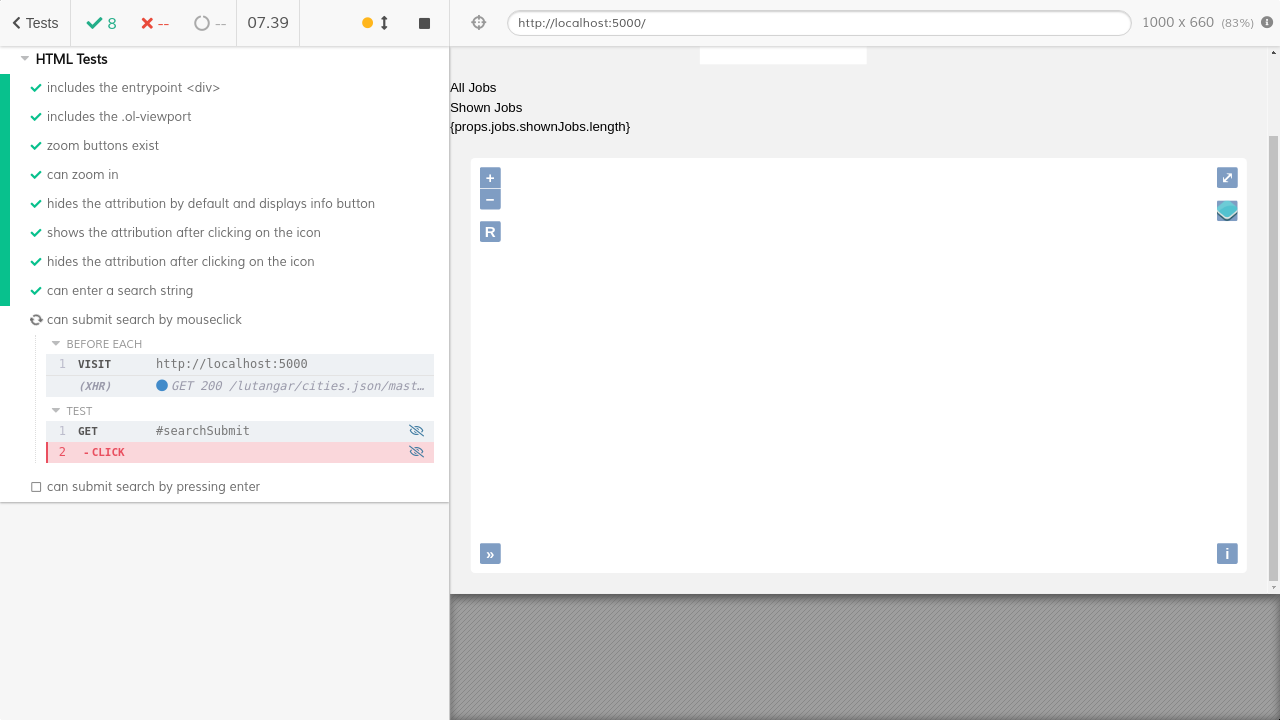 Tests
8
--
--
07.39
http://localhost:5000/
1000 x 660 (83%)
HTML Tests
includes the entrypoint <div>
includes the .ol-viewport
zoom buttons exist
can zoom in
hides the attribution by default and displays info button
shows the attribution after clicking on the icon
hides the attribution after clicking on the icon
can enter a search string
can submit search by mouseclick
BEFORE EACH
1 VISIT http://localhost:5000
(XHR) GET 200 /lutangar/cities.json/mast…
TEST
1 GET #searchSubmit
2 - CLICK
can submit search by pressing enter
All Jobs
Shown Jobs
{props.jobs.shownJobs.length}
+
−
R
⤢
»
i